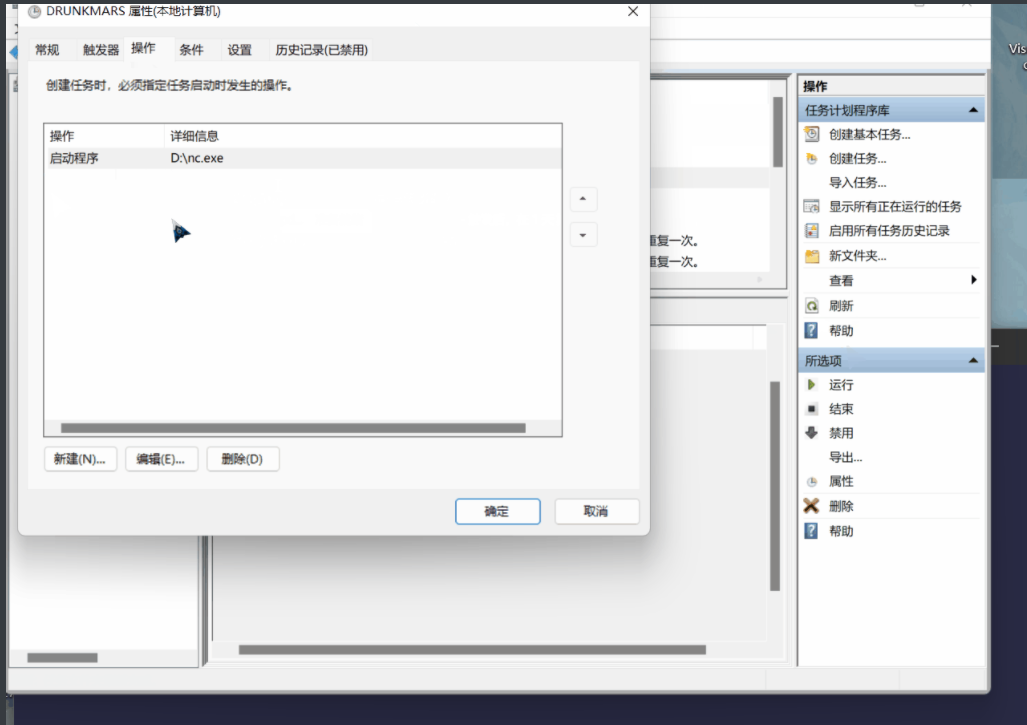 DRUNKMARS 属性(本地计算机)
常规 触发器 操作 条件 设置 历史记录(已禁用)
创建任务时，必须指定任务启动时发生的操作。
操作 详细信息
启动程序 D:\nc.exe
新建(N)... 编辑(E)... 删除(D)
确定 取消
重复一次。
重复一次。
操作
任务计划程序库
创建基本任务...
创建任务...
导入任务...
显示所有正在运行的任务
启用所有任务历史记录
新文件夹...
查看
刷新
帮助
所选项
运行
结束
禁用
导出...
属性
删除
帮助
Vis